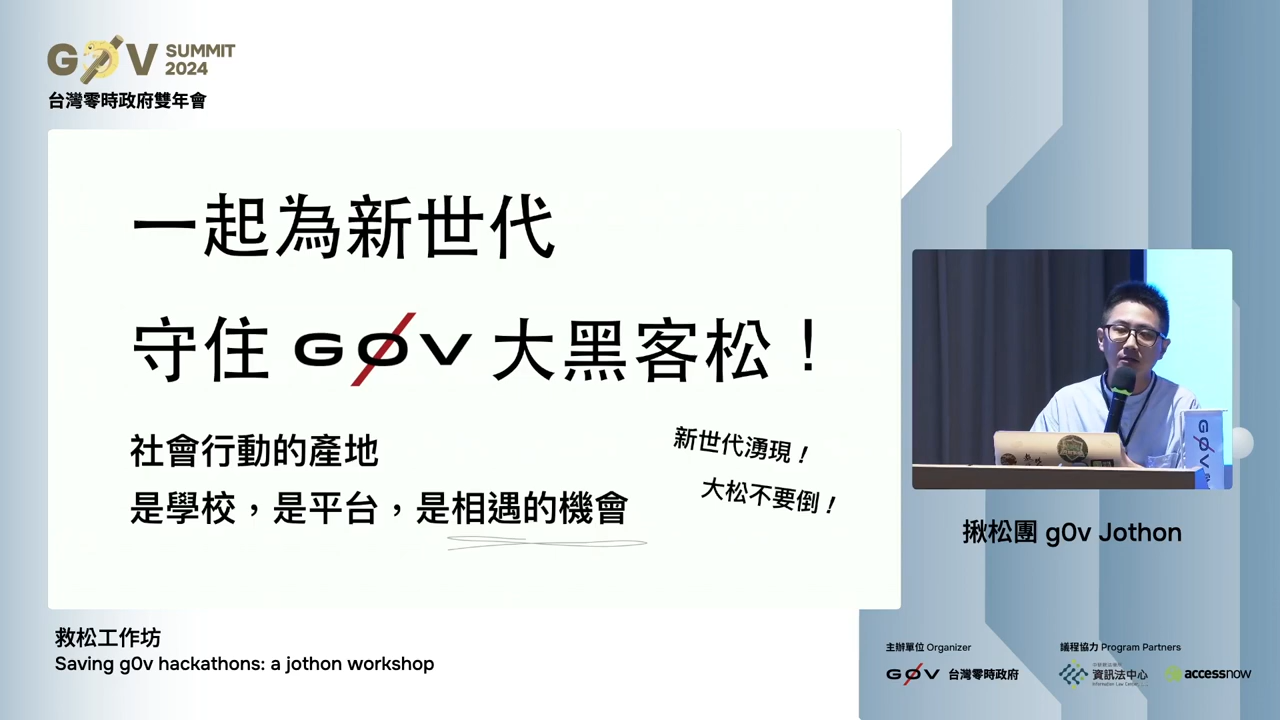 G0V SUMMIT 2024
台灣零時政府雙年會
一起為新世代
守住 G0V 大黑客松！
社會行動的產地
是學校，是平台，是相遇的機會
新世代湧現！
大松不要倒！
G0V
揪松團 g0v Jothon
救松工作坊
Saving g0v hackathons: a jothon workshop
主辦單位 Organizer
G0V 台灣零時政府
議程協力 Program Partners
資訊法中心
Information Law Center
accessnow